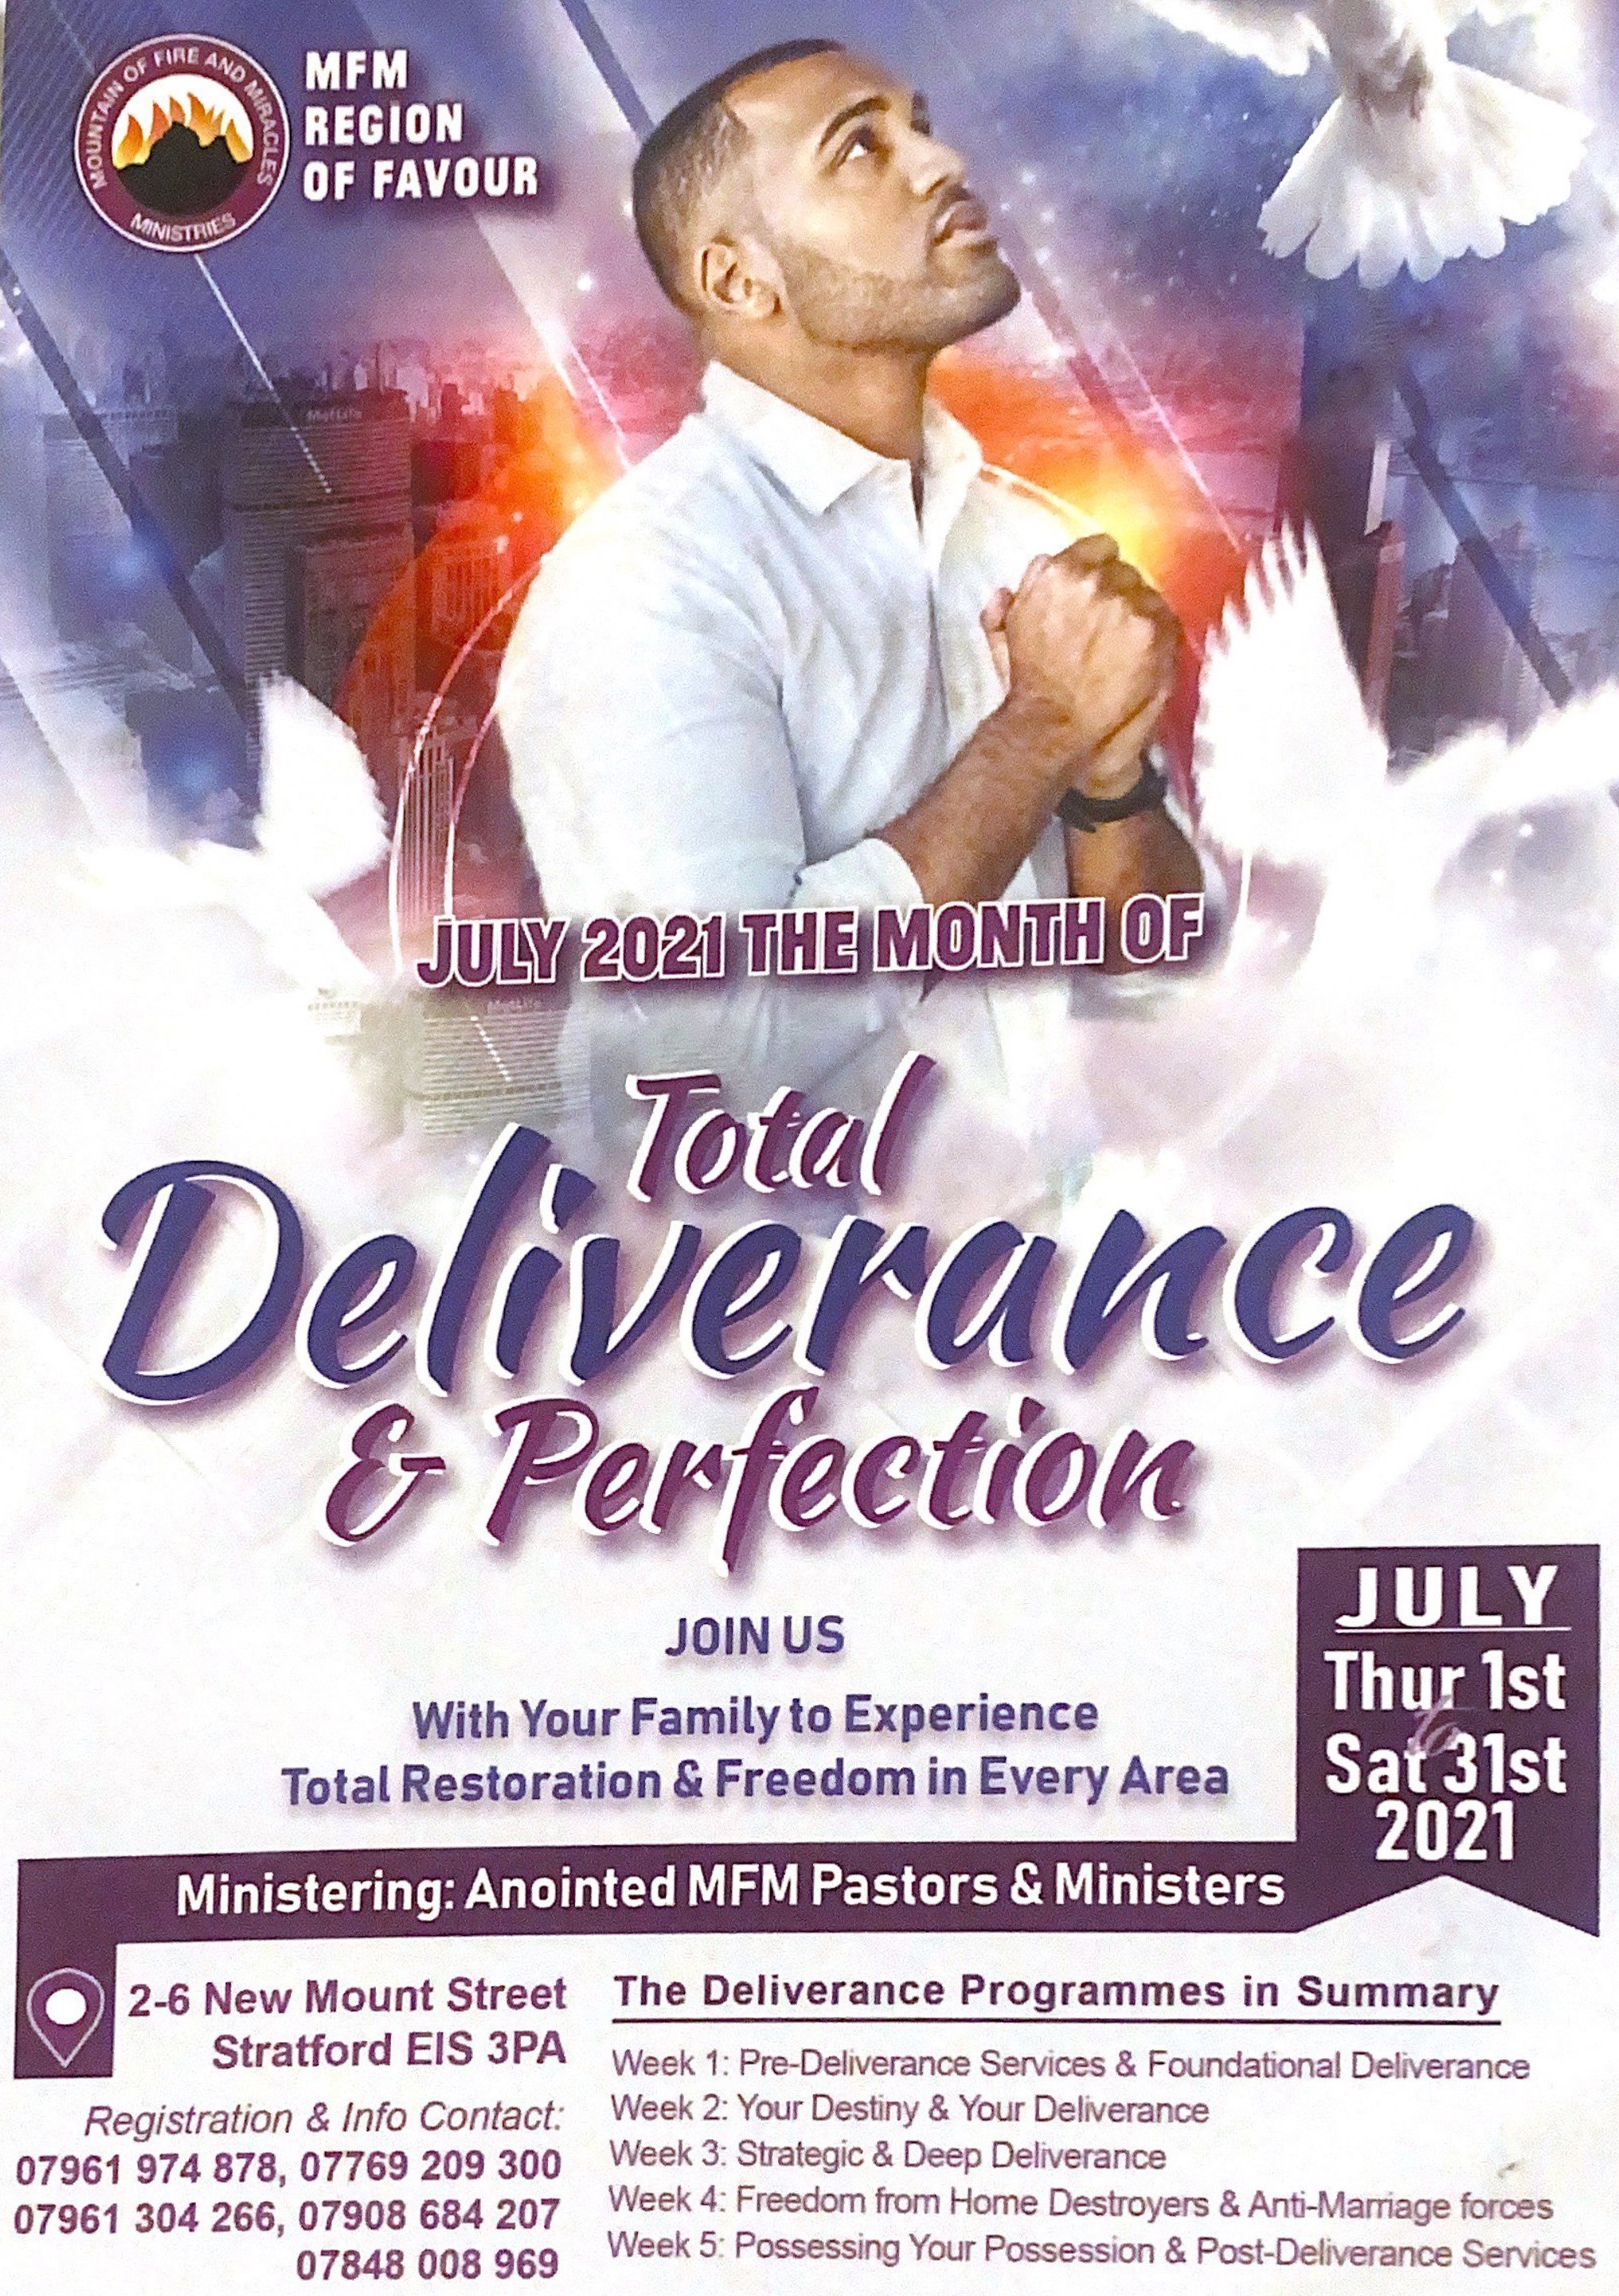 MOUNTAIN OF FIRE AND MIRACLES
MINISTRIES
MFM
REGION
OF FAVOUR
MetLife
JULY 2021 THE MONTH OF
MetLife
Total
Deliverance
& Perfection
JOIN US
With Your Family to Experience
Total Restoration & Freedom in Every Area
JULY
Thur 1st
to
Sat 31st
2021
Ministering: Anointed MFM Pastors & Ministers
2-6 New Mount Street
Stratford EIS 3PA
Registration & Info Contact:
07961 974 878, 07769 209 300
07961 304 266, 07908 684 207
07848 008 969
The Deliverance Programmes in Summary
Week 1: Pre-Deliverance Services & Foundational Deliverance
Week 2: Your Destiny & Your Deliverance
Week 3: Strategic & Deep Deliverance
Week 4: Freedom from Home Destroyers & Anti-Marriage forces
Week 5: Possessing Your Possession & Post-Deliverance Services